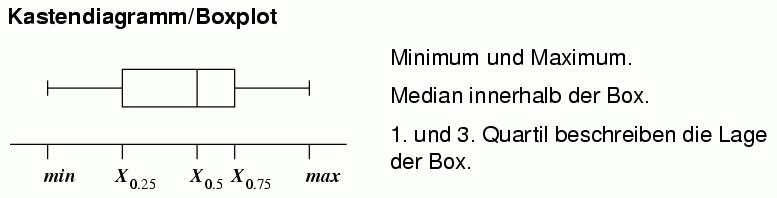 Kastendiagramm/Boxplot
Minimum und Maximum.
Median innerhalb der Box.
1. und 3. Quartil beschreiben die Lage
der Box.
min X0.25 X0.5 X0.75 max